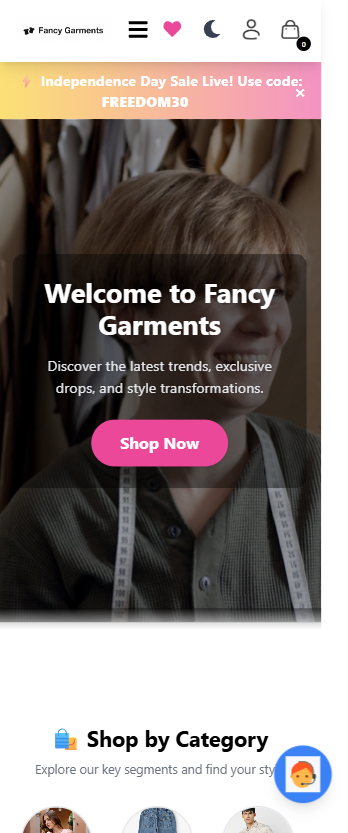 Fancy Garments
0
Independence Day Sale Live! Use code:
FREEDOM30
×
Welcome to Fancy
Garments
Discover the latest trends, exclusive
drops, and style transformations.
Shop Now
Shop by Category
Explore our key segments and find your sty